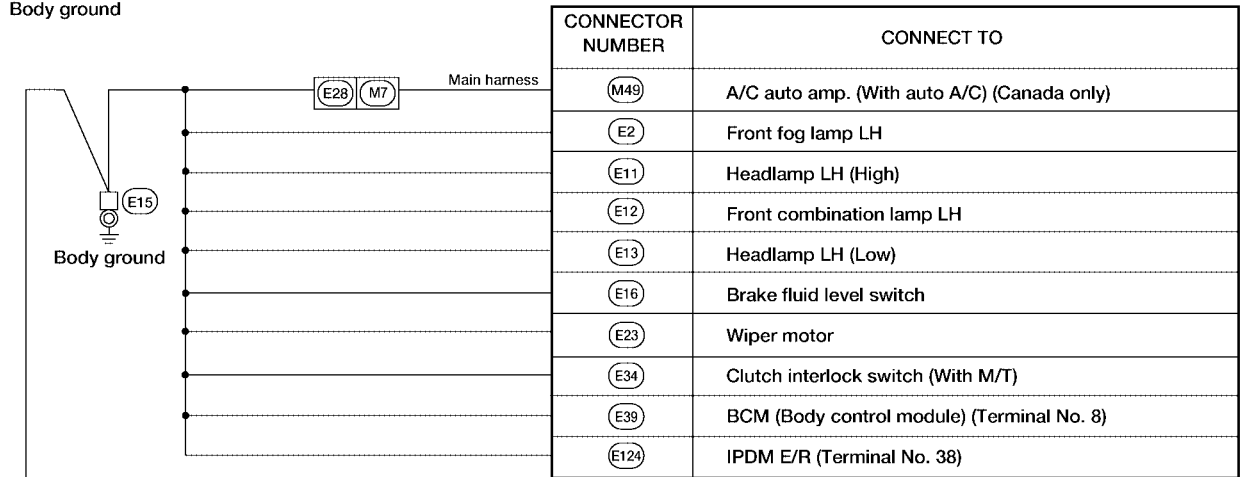 Body ground
CONNECTOR NUMBER CONNECT TO
E28 M7 Main harness M49 A/C auto amp. (With auto A/C) (Canada only)
E2 Front fog lamp LH
E11 Headlamp LH (High)
E15
E12 Front combination lamp LH
Body ground
E13 Headlamp LH (Low)
E16 Brake fluid level switch
E23 Wiper motor
E34 Clutch interlock switch (With M/T)
E39 BCM (Body control module) (Terminal No. 8)
E124 IPDM E/R (Terminal No. 38)